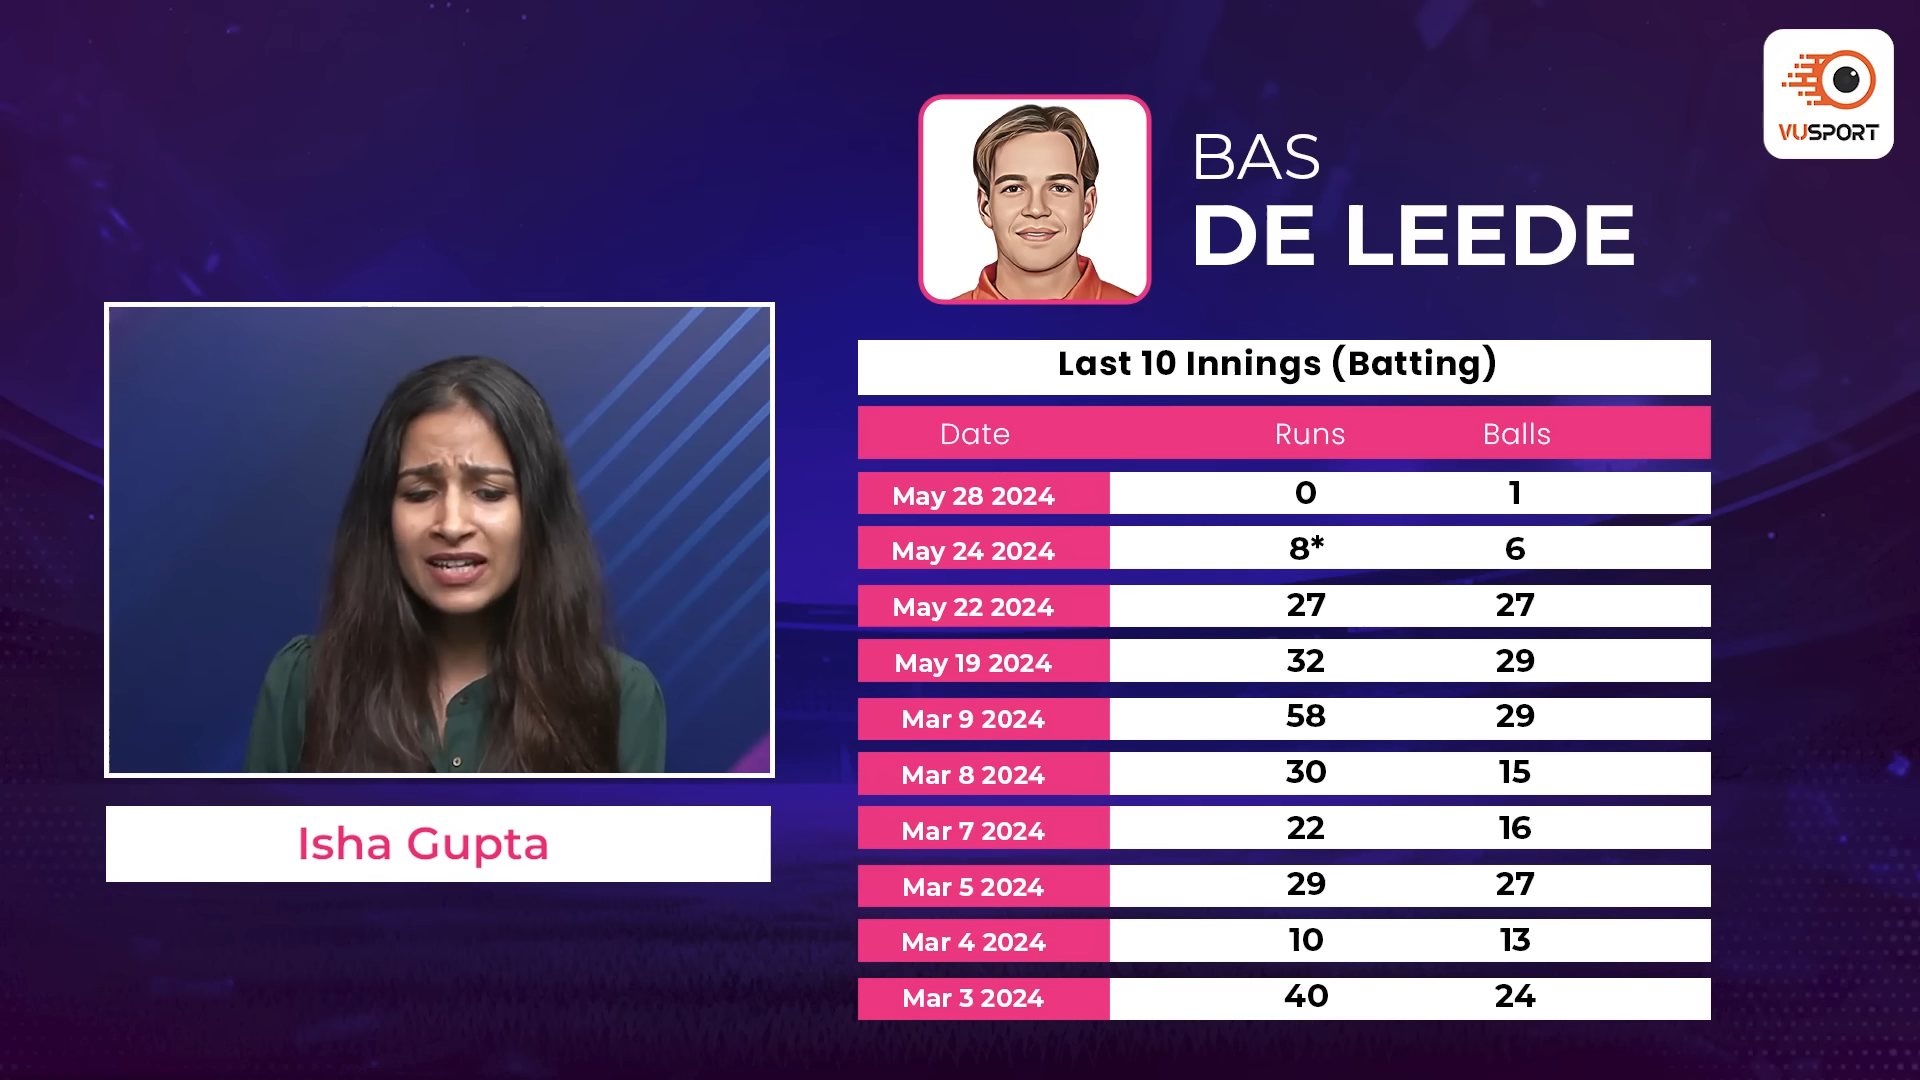 VUSPORT
BAS
DE LEEDE
Last 10 Innings (Batting)
Date Runs Balls
May 28 2024 0 1
May 24 2024 8* 6
May 22 2024 27 27
May 19 2024 32 29
Mar 9 2024 58 29
Mar 8 2024 30 15
Mar 7 2024 22 16
Mar 5 2024 29 27
Mar 4 2024 10 13
Mar 3 2024 40 24
Isha Gupta